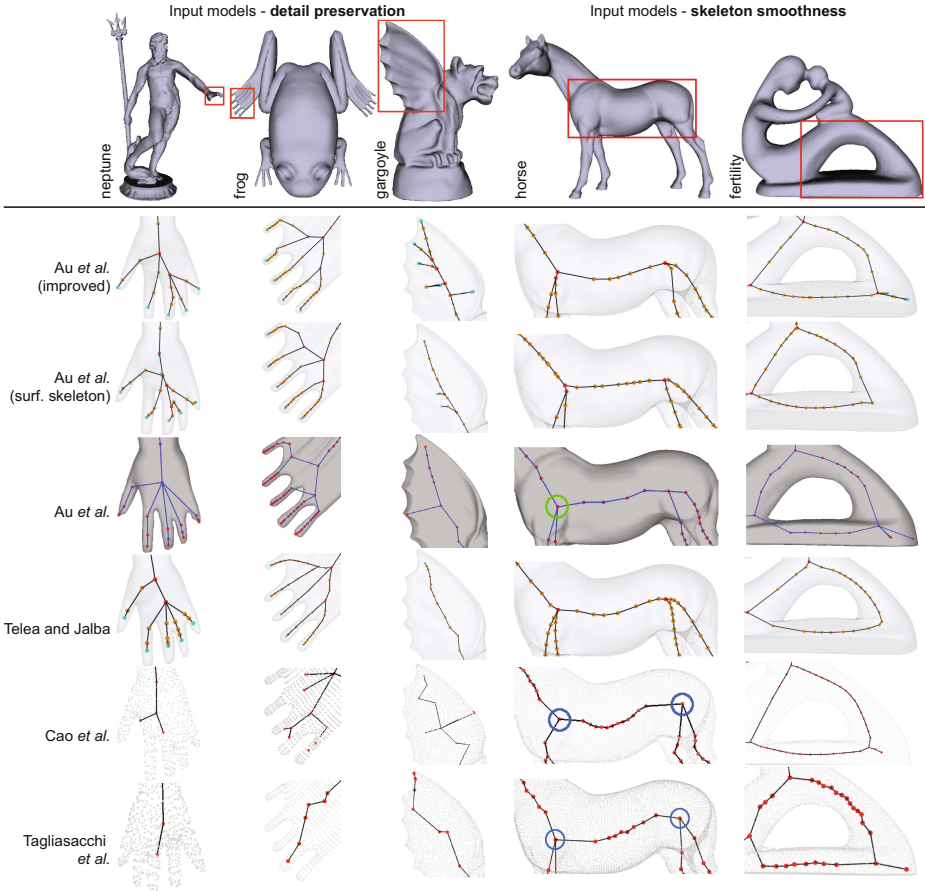 Input models - detail preservation
Input models - skeleton smoothness
neptune
frog
gargoyle
horse
fertility
Au et al.
(improved)
Au et al.
(surf. skeleton)
Au et al.
Telea and Jalba
Cao et al.
Tagliasacchi
et al.